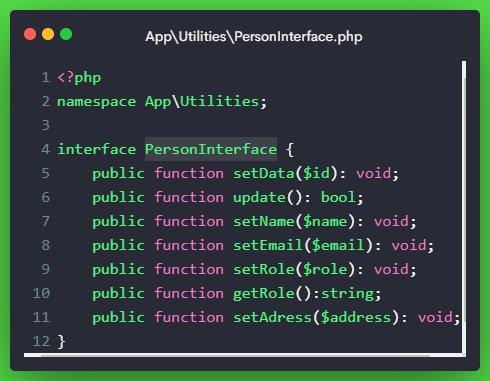 App\Utilities\PersonInterface.php
1 <?php
2 namespace App\Utilities;
3
4 interface PersonInterface {
5 public function setData($id): void;
6 public function update(): bool;
7 public function setName($name): void;
8 public function setEmail($email): void;
9 public function setRole($role): void;
10 public function getRole():string;
11 public function setAdress($address): void;
12 }